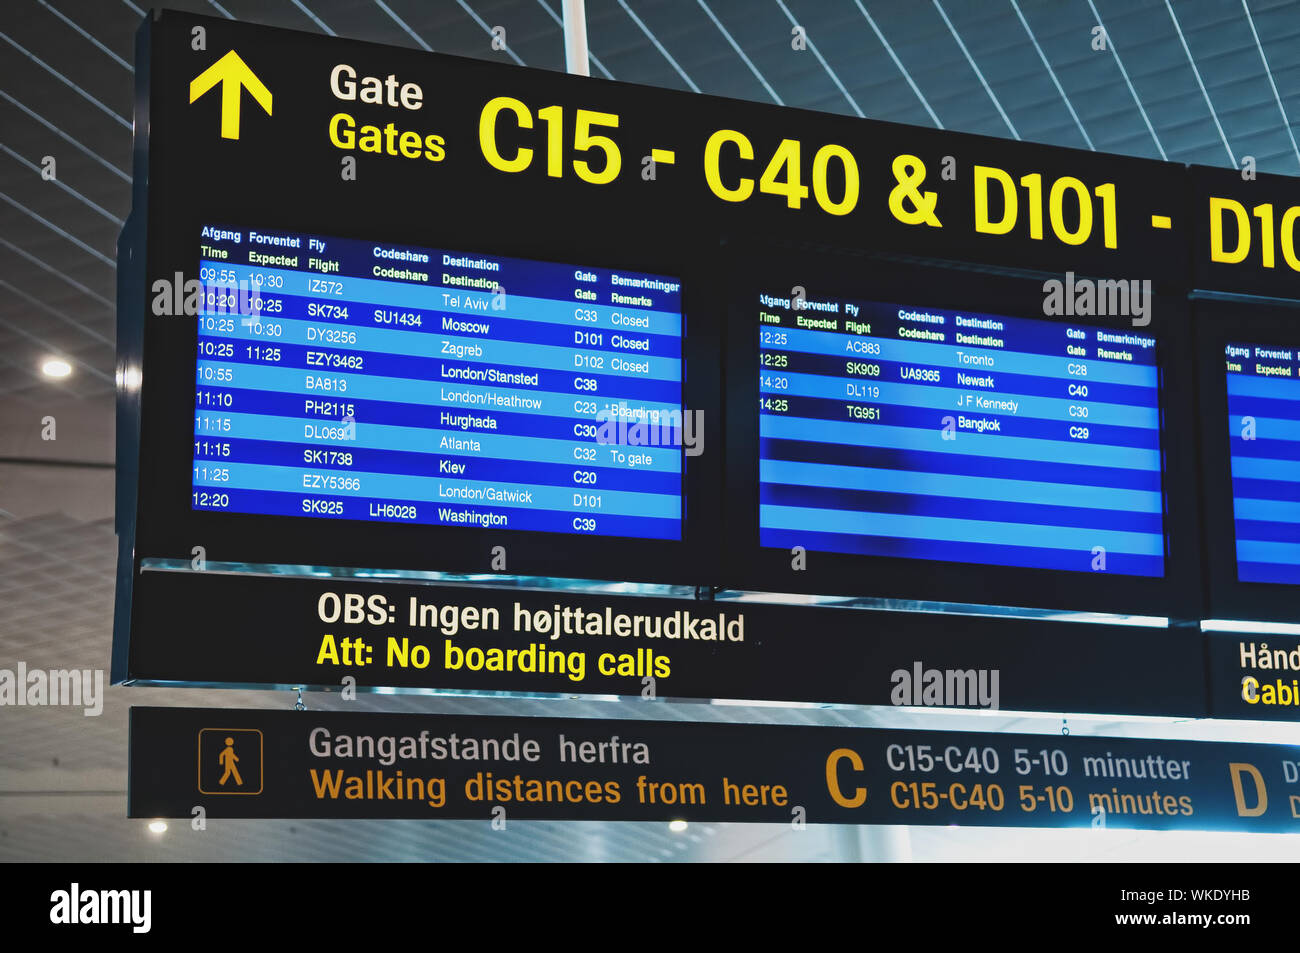 Gate
Gates
C15 - C40 & D101 -
Afgang Forventet Fly Codeshare Destination Gate Bemærkninger
Time Expected Flight Codeshare Destination Gate Remarks
09:55 10:30 IZ572 Tel Aviv C33 Closed
10:20 10:25 SK734 SU1434 Moscow D101 Closed
10:25 10:30 DY3256 Zagreb D102 Closed
10:25 11:25 EZY3462 London/Stansted C38
10:55 BA813 London/Heathrow C23 Boarding
11:10 PH2115 Hurghada C30
11:15 DL069 Atlanta C32 To gate
11:15 SK1738 Kiev C20
11:25 EZY5366 London/Gatwick D101
12:20 SK925 LH6028 Washington C39
Afgang Forventet Fly Codeshare Destination Gate Bemærkninger
Time Expected Flight Codeshare Destination Gate Remarks
12:25 AC883 Toronto C28
12:25 SK909 UA9365 Newark C40
14:20 DL119 J F Kennedy C30
14:25 TG951 Bangkok C29
Forventet
Expected
OBS: Ingen højttalerudkald
Att: No boarding calls
Hånd
Cabi
Gangafstande herfra
Walking distances from here
C
C15-C40 5-10 minutter
C15-C40 5-10 minutes
D
alamy
Image ID: WKDYHB
www.alamy.com